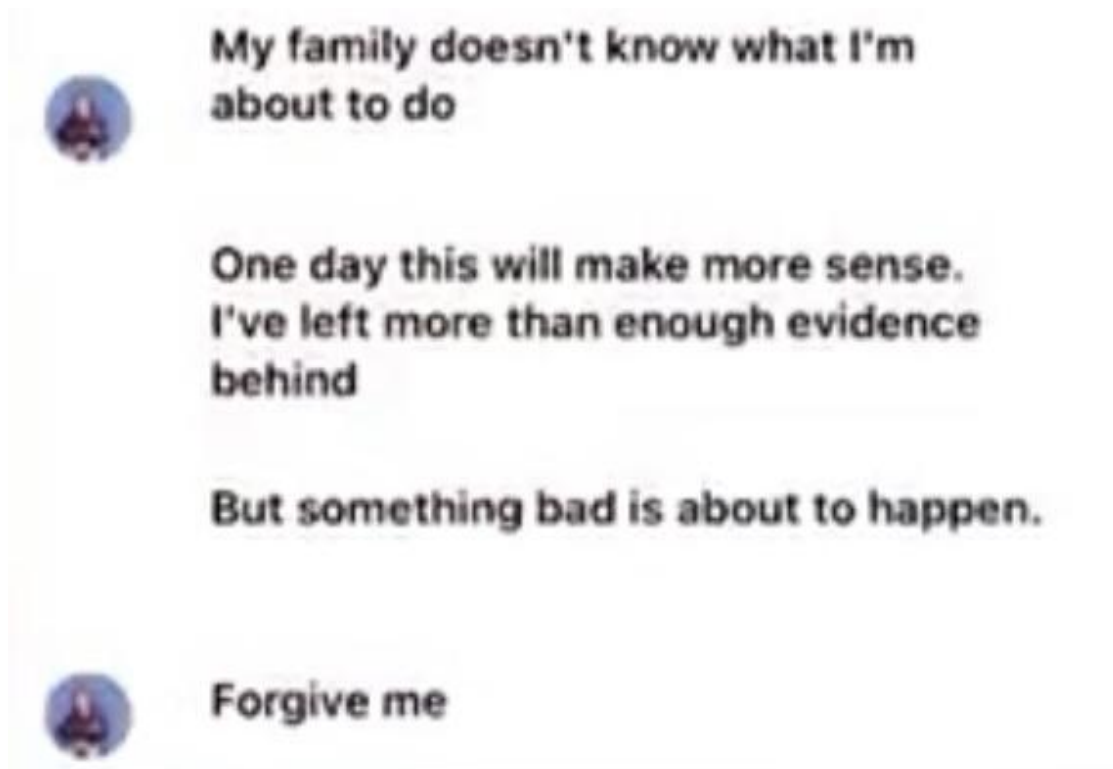 My family doesn't know what I'm
about to do
One day this will make more sense.
I've left more than enough evidence
behind
But something bad is about to happen.
Forgive me